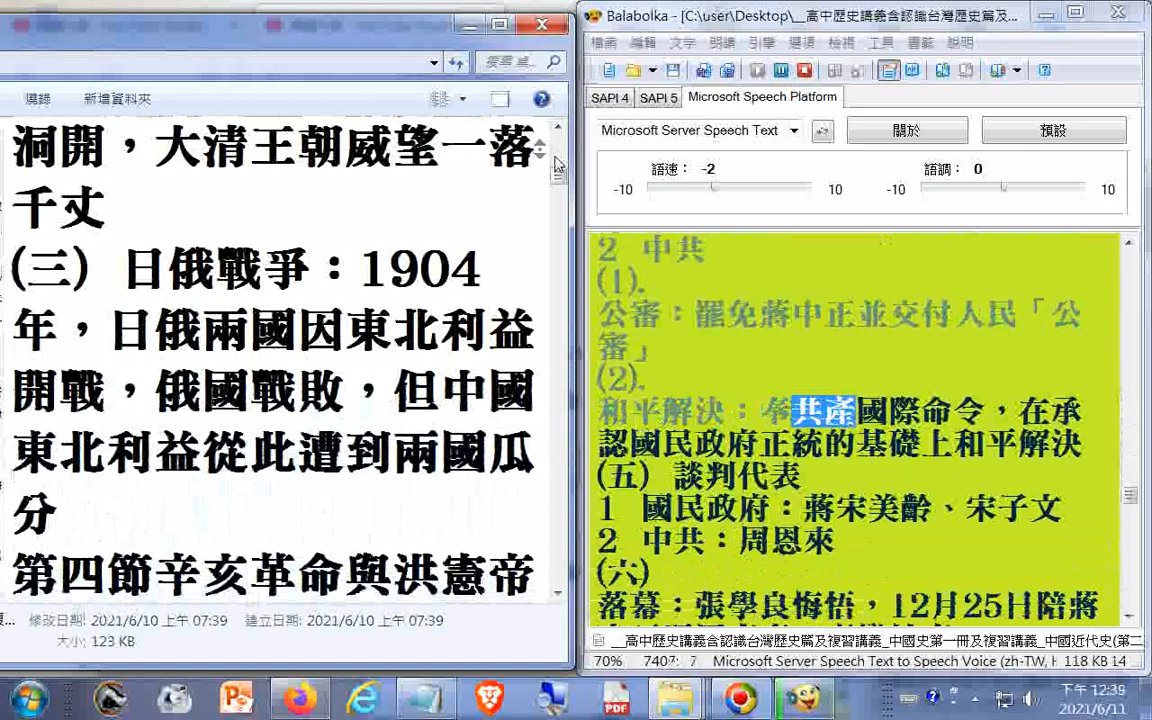 搜尋 桌...
燒錄 新增資料夾
洞開，大清王朝威望一落
千丈
(三) 日俄戰爭：1904
年，日俄兩國因東北利益
開戰，俄國戰敗，但中國
東北利益從此遭到兩國瓜
分
第四節辛亥革命與洪憲帝
修改日期: 2021/6/10 上午 07:39 建立日期: 2021/6/10 上午 07:39
大小: 123 KB
Balabolka - [C:\user\Desktop\__高中歷史講義含認識台灣歷史篇及...
檔案 編輯 文字 朗讀 引擎 選項 檢視 工具 書籤 說明
SAPI 4 SAPI 5 Microsoft Speech Platform
Microsoft Server Speech Text 關於 預設
語速： -2 語調： 0
-10 10 -10 10
2 中共
(1).
公審：罷免蔣中正並交付人民「公
審」
(2).
和平解決：奉共產國際命令，在承
認國民政府正統的基礎上和平解決
(五) 談判代表
1 國民政府：蔣宋美齡、宋子文
2 中共：周恩來
(六)
落幕：張學良悔悟，12月25日陪蔣
__高中歷史講義含認識台灣歷史篇及複習講義_中國史第一冊及複習講義_中國近代史(第二
70% 7407: 7 Microsoft Server Speech Text to Speech Voice (zh-TW, H 118 KB 14
PDF
下午 12:39
2021/6/11